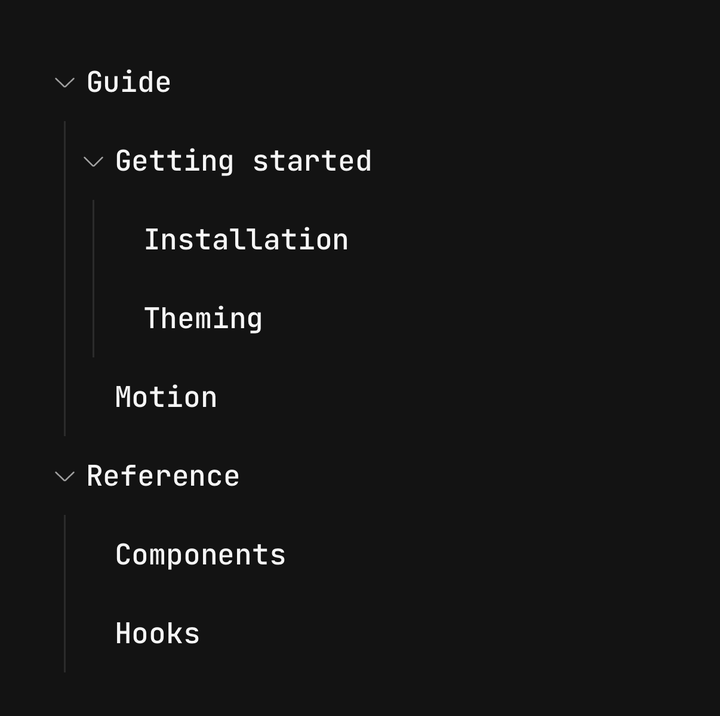 Guide
Getting started
Installation
Theming
Motion
Reference
Components
Hooks